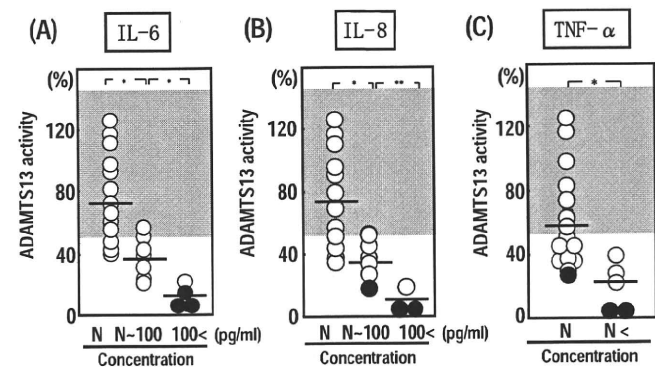 (A) IL-6
(%)
* *
ADAMTS13 activity
120
80
40
0
N N~100 100< (pg/ml)
Concentration
(B) IL-8
(%)
* **
ADAMTS13 activity
120
80
40
0
N N~100 100< (pg/ml)
Concentration
(C) TNF-α
(%)
*
ADAMTS13 activity
120
80
40
0
N N<
Concentration